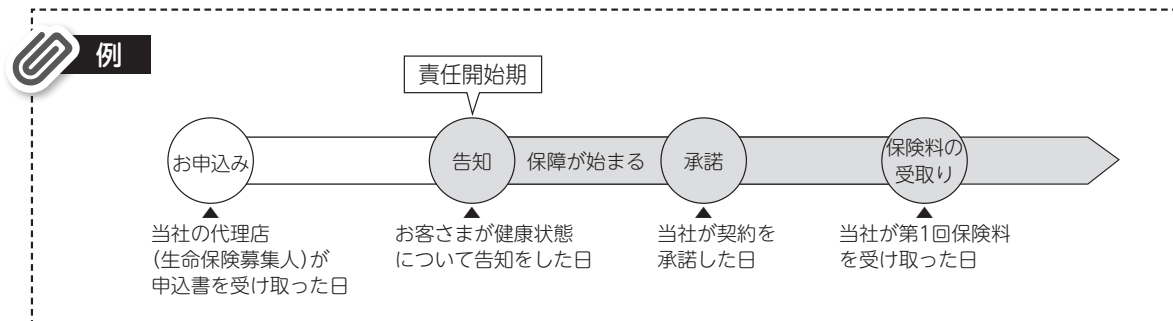 例
責任開始期
お申込み
告知
保障が始まる
承諾
保険料の
受取り
当社の代理店
(生命保険募集人)が
申込書を受け取った日
お客さまが健康状態
について告知をした日
当社が契約を
承諾した日
当社が第1回保険料
を受け取った日